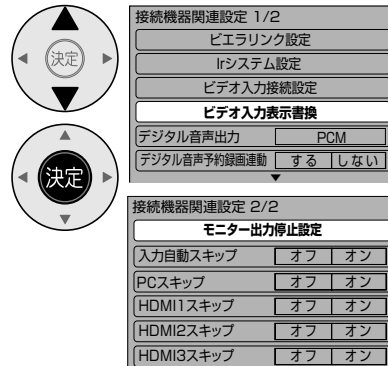 決定
決定
接続機器関連設定 1/2
ビエラリンク設定
Irシステム設定
ビデオ入力接続設定
ビデオ入力表示書換
デジタル音声出力 PCM
デジタル音声予約録画連動 する しない
接続機器関連設定 2/2
モニター出力停止設定
入力自動スキップ オフ オン
PCスキップ オフ オン
HDMI1スキップ オフ オン
HDMI2スキップ オフ オン
HDMI3スキップ オフ オン